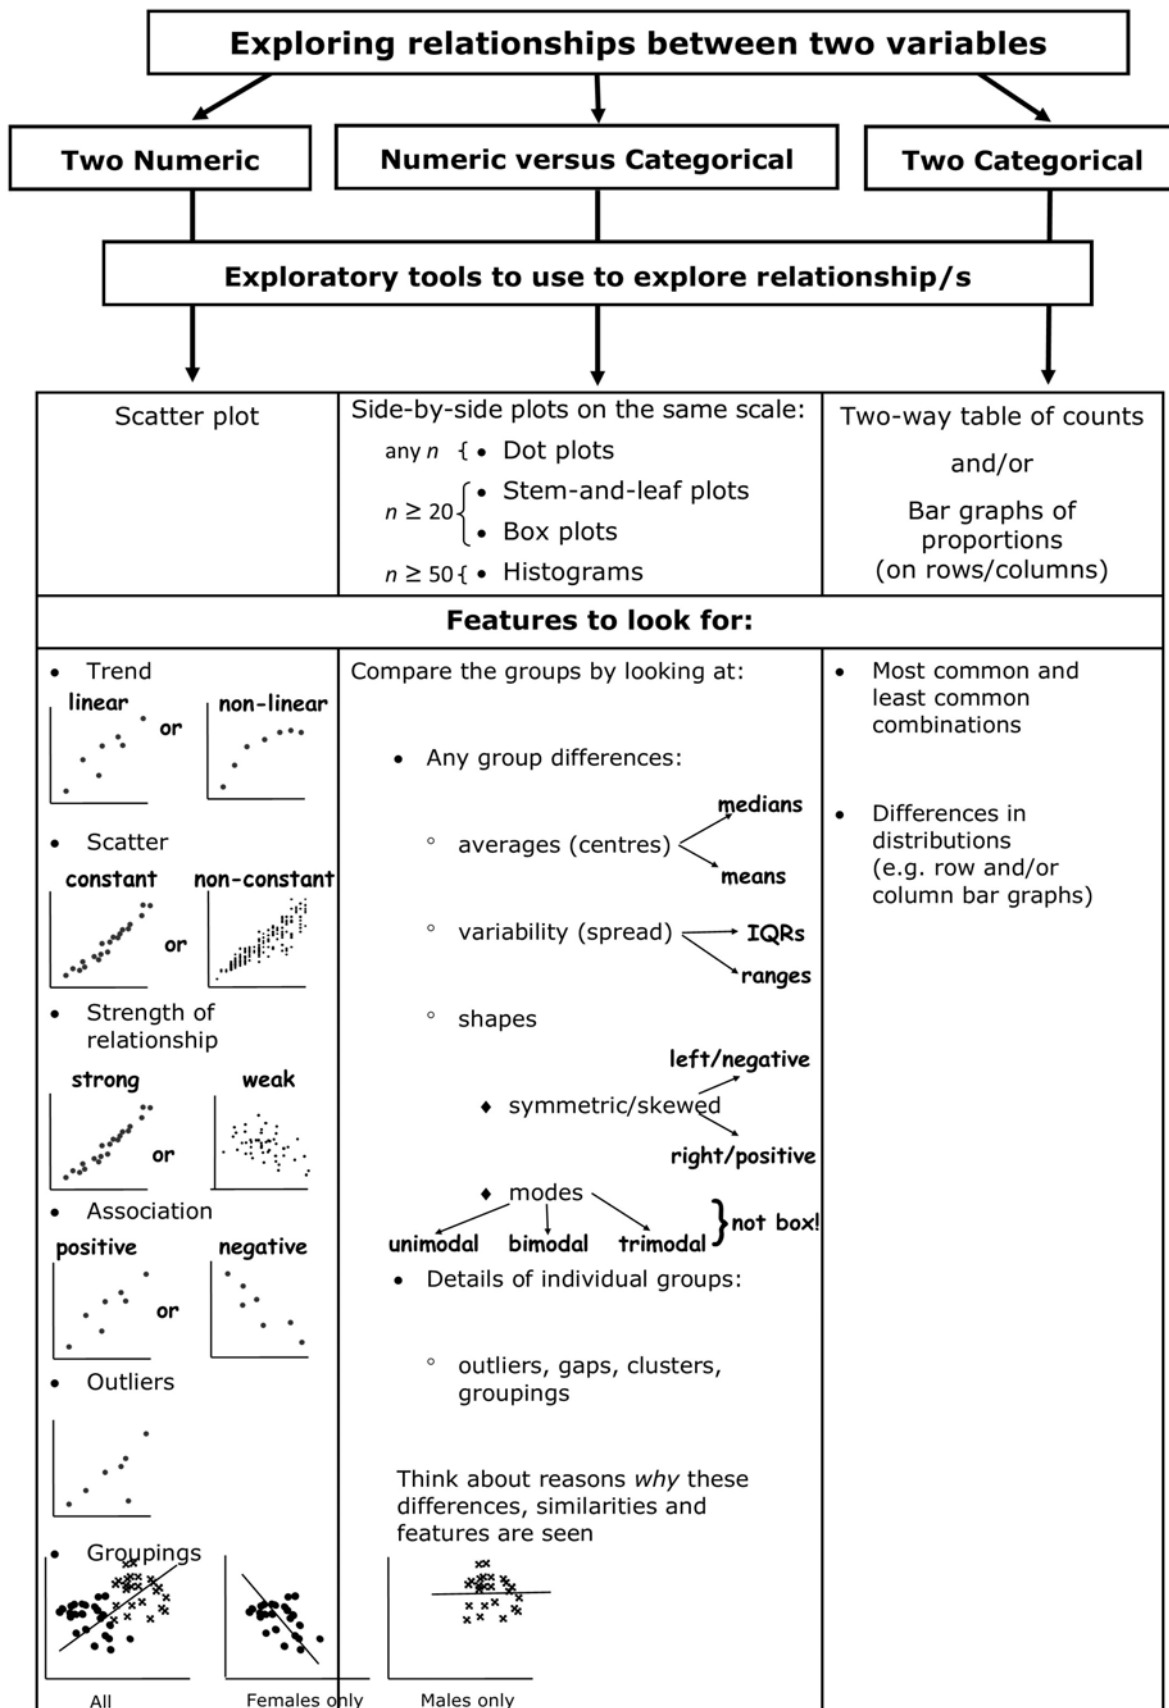 Exploring relationships between two variables
Two Numeric
Numeric versus Categorical
Two Categorical
Exploratory tools to use to explore relationship/s
Scatter plot
Side-by-side plots on the same scale:
any n { • Dot plots
n ≥ 20 { • Stem-and-leaf plots
• Box plots
n ≥ 50 { • Histograms
Two-way table of counts
and/or
Bar graphs of
proportions
(on rows/columns)
Features to look for:
• Trend
linear
or
non-linear
• Scatter
constant
or
non-constant
• Strength of
relationship
strong
or
weak
• Association
positive
or
negative
• Outliers
• Groupings
All
Females only
Males only
Compare the groups by looking at:
• Any group differences:
medians
○ averages (centres)
means
○ variability (spread)
IQRs
ranges
○ shapes
left/negative
♦ symmetric/skewed
right/positive
♦ modes
unimodal bimodal trimodal } not box!
• Details of individual groups:
○ outliers, gaps, clusters,
groupings
Think about reasons why these
differences, similarities and
features are seen
• Most common and
least common
combinations
• Differences in
distributions
(e.g. row and/or
column bar graphs)